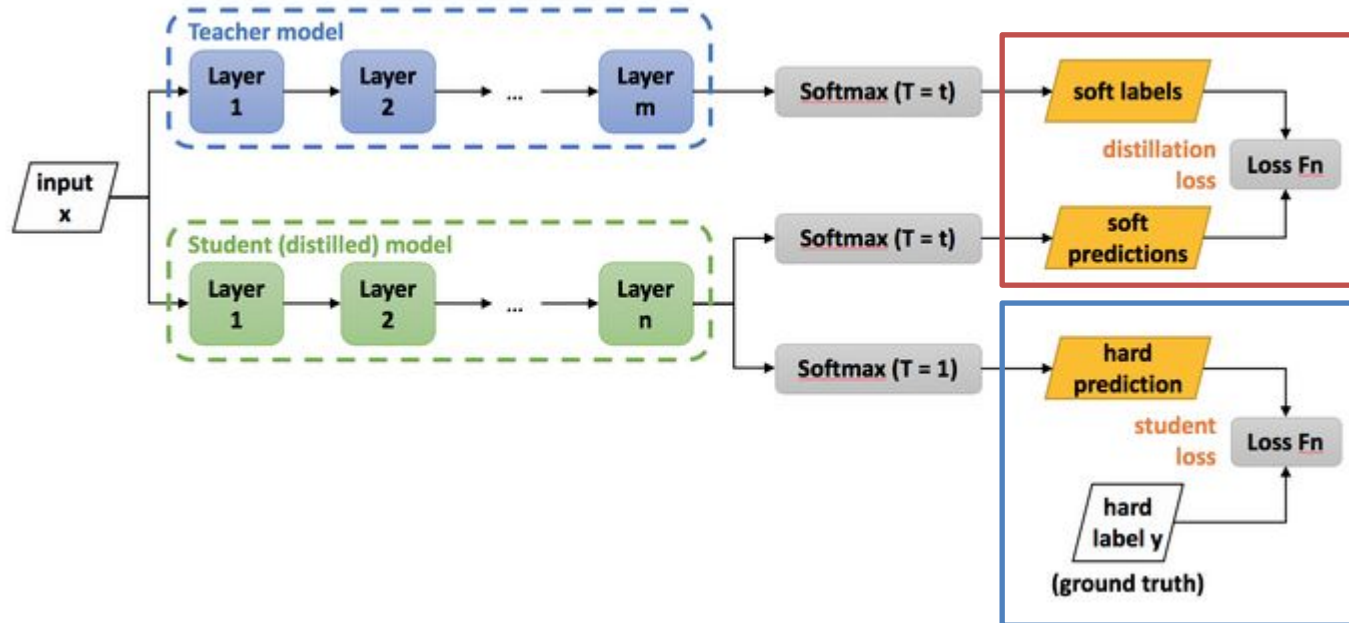 Teacher model
Layer
1
Layer
2
...
Layer
m
Softmax (T = t)
soft labels
distillation
loss
Loss Fn
input
x
Student (distilled) model
Layer
1
Layer
2
...
Layer
n
Softmax (T = t)
soft
predictions
Softmax (T = 1)
hard
prediction
student
loss
Loss Fn
hard
label y
(ground truth)